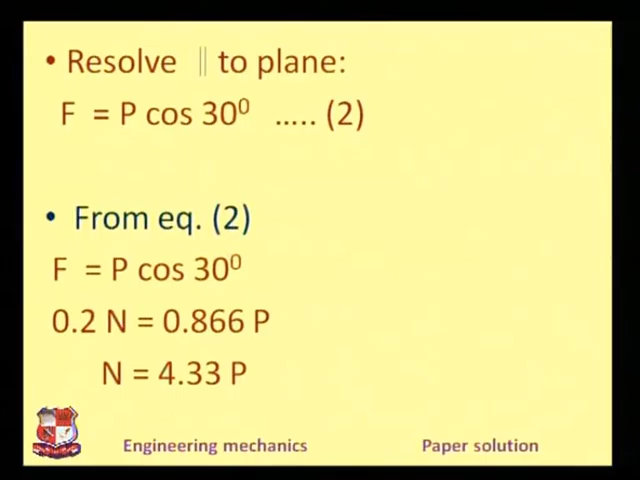 • Resolve || to plane:
F = P cos 30⁰ ..... (2)
• From eq. (2)
F = P cos 30⁰
0.2 N = 0.866 P
N = 4.33 P
Engineering mechanics
Paper solution